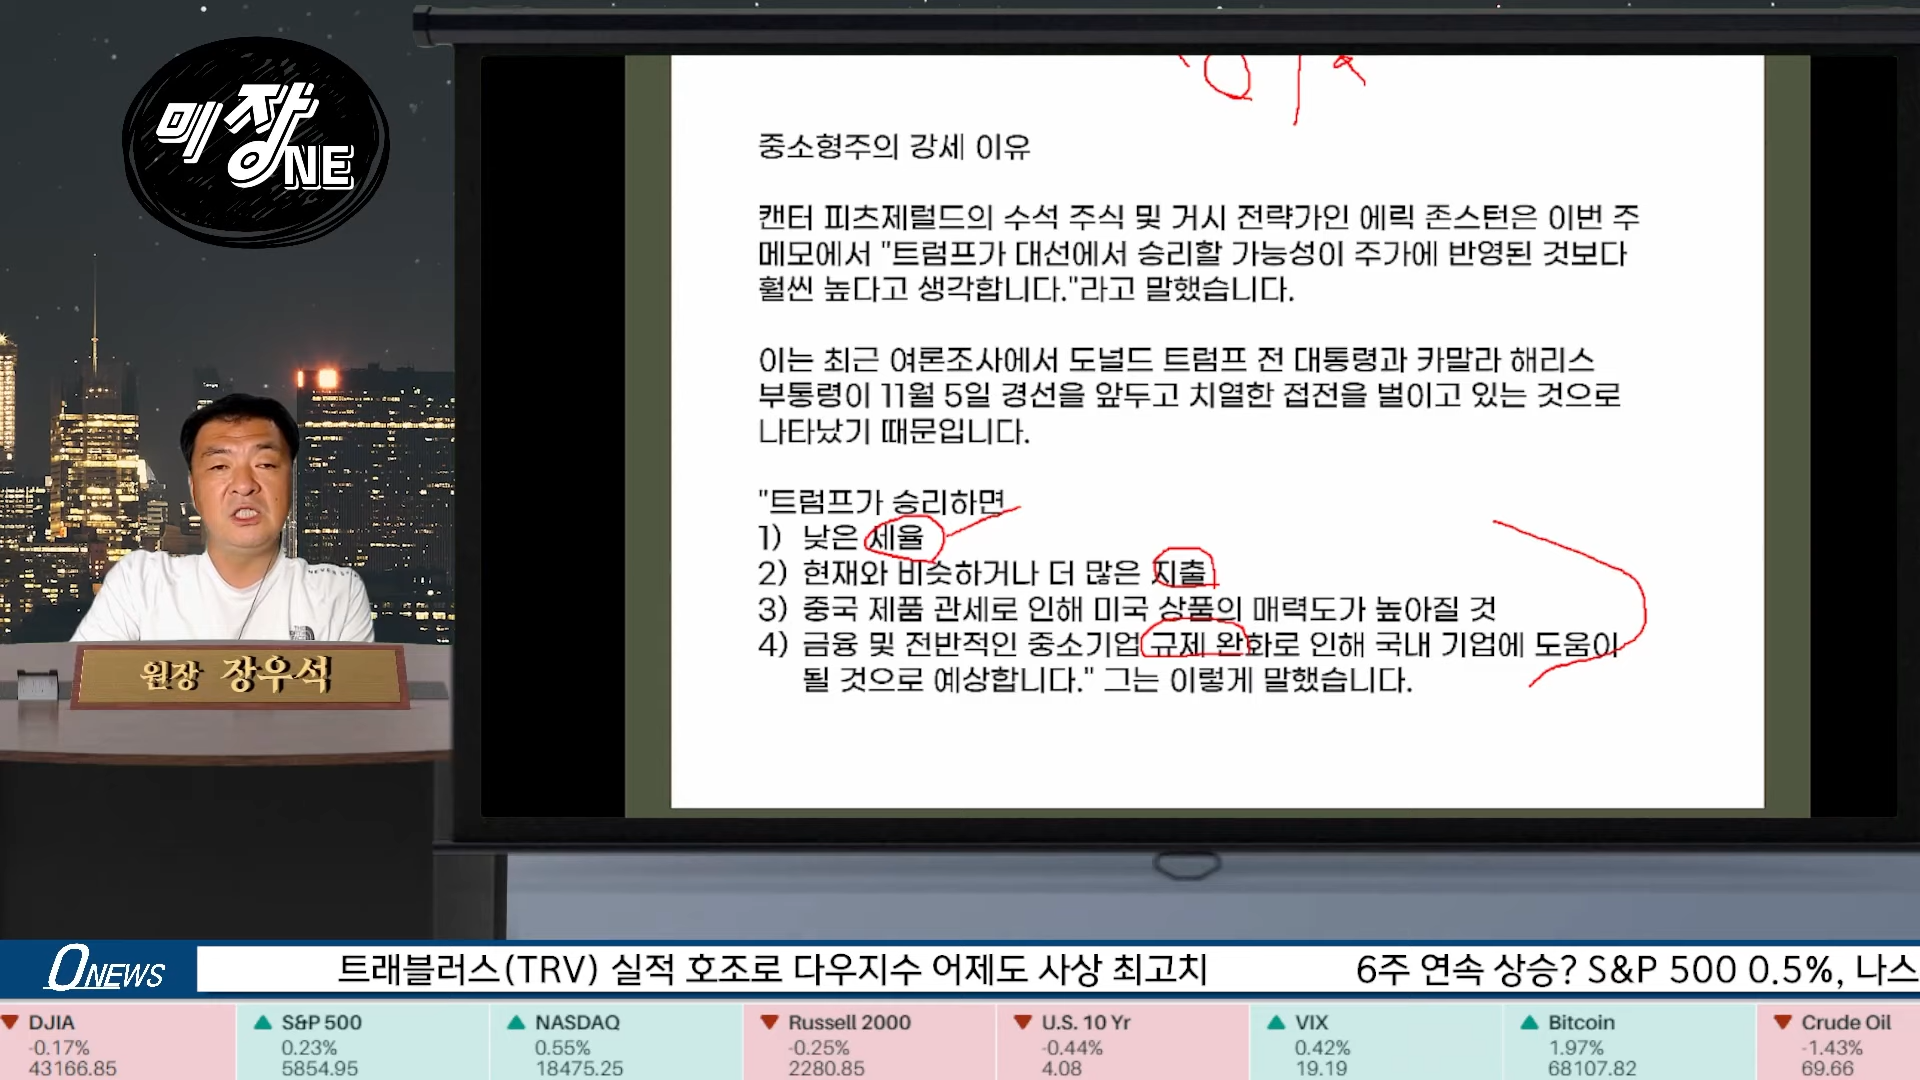 미장
ONE
중소형주의 강세 이유
캔터 피츠제럴드의 수석 주식 및 거시 전략가인 에릭 존스턴은 이번 주
메모에서 "트럼프가 대선에서 승리할 가능성이 주가에 반영된 것보다
훨씬 높다고 생각합니다."라고 말했습니다.
이는 최근 여론조사에서 도널드 트럼프 전 대통령과 카말라 해리스
부통령이 11월 5일 경선을 앞두고 치열한 접전을 벌이고 있는 것으로
나타났기 때문입니다.
"트럼프가 승리하면
1) 낮은 세율
2) 현재와 비슷하거나 더 많은 지출
3) 중국 제품 관세로 인해 미국 상품의 매력도가 높아질 것
4) 금융 및 전반적인 중소기업 규제 완화로 인해 국내 기업에 도움이
될 것으로 예상합니다." 그는 이렇게 말했습니다.
원장 장우석
ONEWS
트래블러스(TRV) 실적 호조로 다우지수 어제도 사상 최고치 6주 연속 상승? S&P 500 0.5%, 나스
▼ DJIA ▲ S&P 500 ▲ NASDAQ ▼ Russell 2000 ▼ U.S. 10 Yr ▲ VIX ▲ Bitcoin ▼ Crude Oil
-0.17% 0.23% 0.55% -0.25% -0.44% 0.42% 1.97% -1.43%
43166.85 5854.95 18475.25 2280.85 4.08 19.19 68107.82 69.66